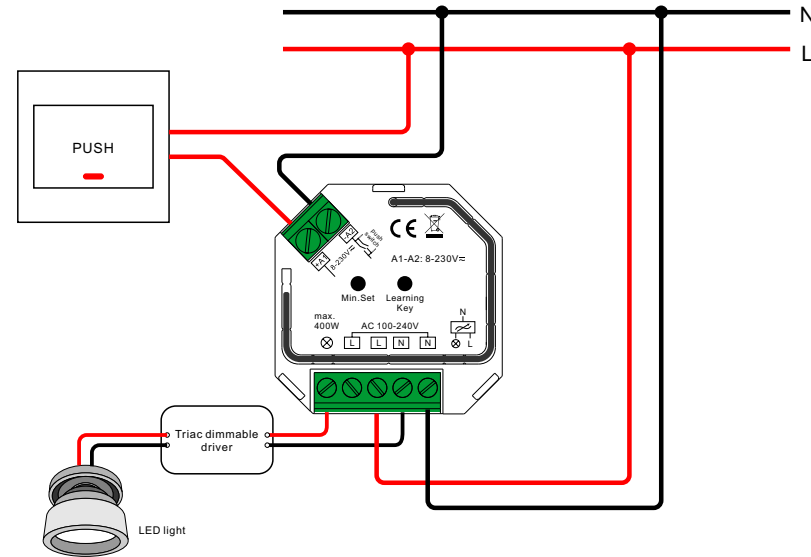 N
L
PUSH
+A1
-A2
8-230V
Push
switch
CE
A1-A2: 8-230V
Min.Set
Learning
Key
max.
400W
AC 100-240V
L
L
N
N
N
L
Triac dimmable
driver
LED light